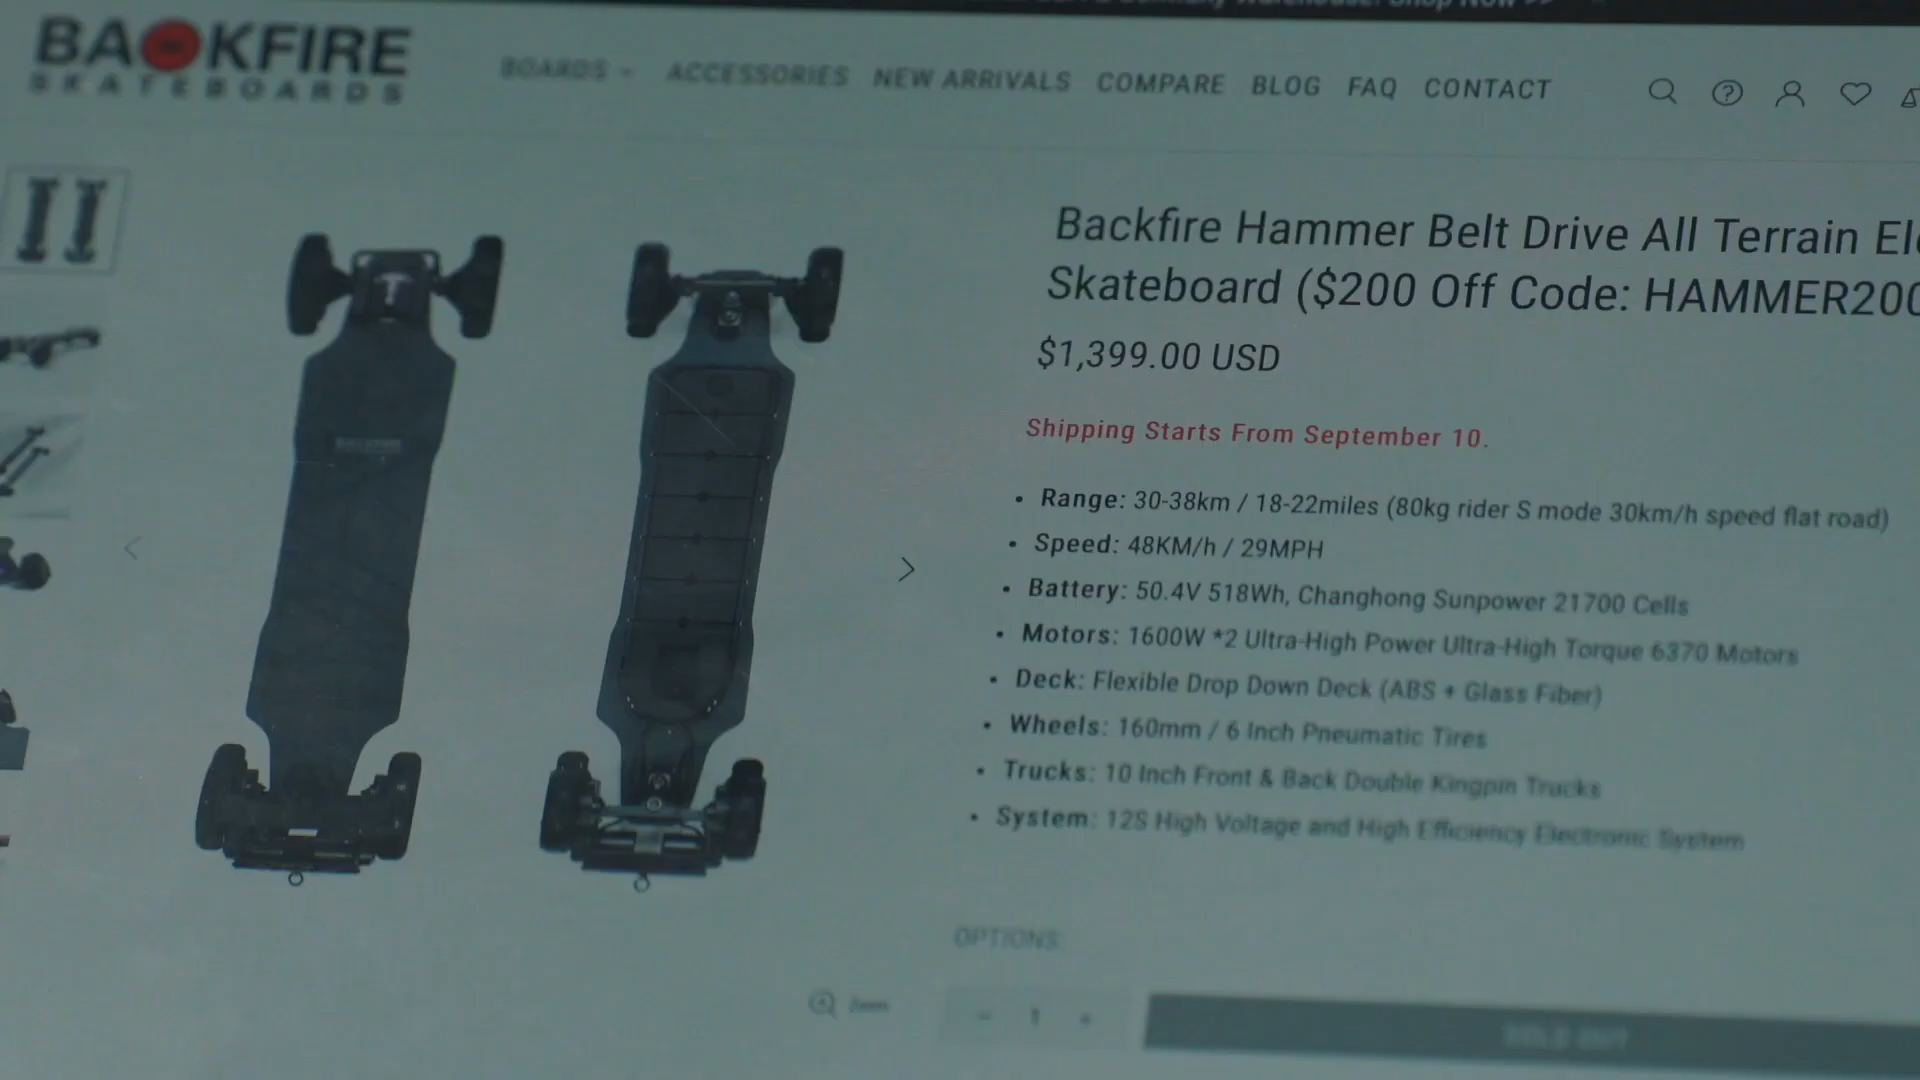 BACKFIRE
SKATEBOARDS
BOARDS ACCESSORIES NEW ARRIVALS COMPARE BLOG FAQ CONTACT
Backfire Hammer Belt Drive All Terrain
Skateboard ($200 Off Code: HAMMER200
$1,399.00 USD
Shipping Starts From September 10.
• Range: 30-38km / 18-22miles (80kg rider S mode 30km/h speed flat road)
• Speed: 48KM/h / 29MPH
• Battery: 50.4V 518Wh, Changhong Sunpower 21700 Cells
• Motors: 1600W *2 Ultra-High Power Ultra-High Torque 6370 Motors
• Deck: Flexible Drop Down Deck (ABS + Glass Fiber)
• Wheels: 160mm / 6 Inch Pneumatic Tires
• Trucks: 10 Inch Front & Back Double Kingpin Trucks
• System: 12S High Voltage and High Efficiency Electronic System
OPTIONS
- 1 +
SOLD OUT